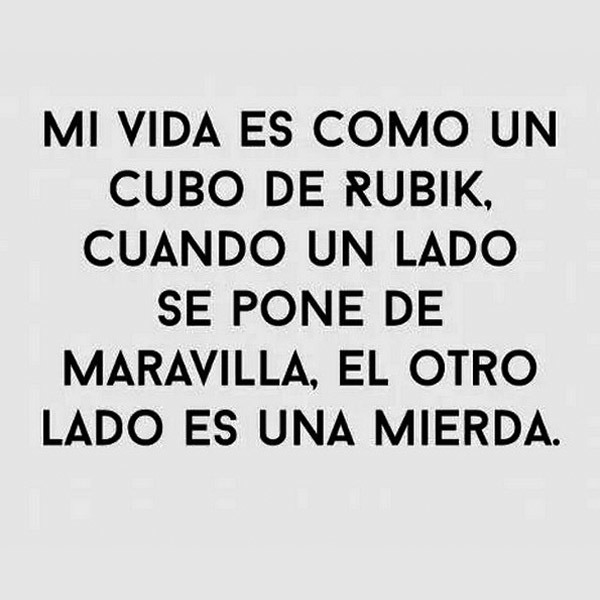 MI VIDA ES COMO UN
CUBO DE RUBIK,
CUANDO UN LADO
SE PONE DE
MARAVILLA, EL OTRO
LADO ES UNA MIERDA.